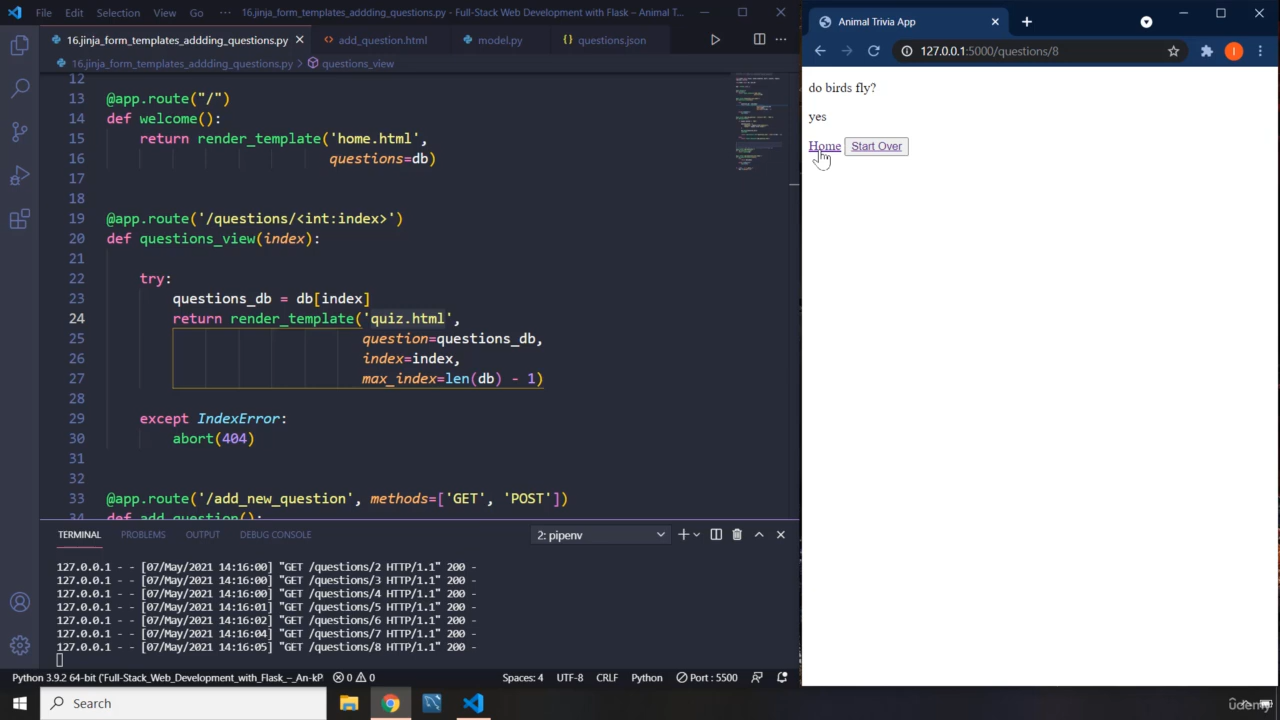 File Edit Selection View Go ··· 16.jinja_form_templates_addding_questions.py - Full-Stack Web Development with Flask - Animal T...
16.jinja_form_templates_addding_questions.py add_question.html model.py questions.json
16.jinja_form_templates_addding_questions.py > questions_view
12
13 @app.route("/")
14 def welcome():
15 return render_template('home.html',
16 questions=db)
17
18
19 @app.route('/questions/<int:index>')
20 def questions_view(index):
21
22 try:
23 questions_db = db[index]
24 return render_template('quiz.html',
25 question=questions_db,
26 index=index,
27 max_index=len(db) - 1)
28
29 except IndexError:
30 abort(404)
31
32
33 @app.route('/add_new_question', methods=['GET', 'POST'])
34 def add_question():
TERMINAL PROBLEMS OUTPUT DEBUG CONSOLE 2: pipenv
127.0.0.1 - - [07/May/2021 14:16:00] "GET /questions/2 HTTP/1.1" 200 -
127.0.0.1 - - [07/May/2021 14:16:00] "GET /questions/3 HTTP/1.1" 200 -
127.0.0.1 - - [07/May/2021 14:16:00] "GET /questions/4 HTTP/1.1" 200 -
127.0.0.1 - - [07/May/2021 14:16:01] "GET /questions/5 HTTP/1.1" 200 -
127.0.0.1 - - [07/May/2021 14:16:02] "GET /questions/6 HTTP/1.1" 200 -
127.0.0.1 - - [07/May/2021 14:16:04] "GET /questions/7 HTTP/1.1" 200 -
127.0.0.1 - - [07/May/2021 14:16:05] "GET /questions/8 HTTP/1.1" 200 -
Python 3.9.2 64-bit ('Full-Stack_Web_Development_with_Flask_–_An-kP 0 0 Spaces: 4 UTF-8 CRLF Python Port : 5500
Search
Animal Trivia App
127.0.0.1:5000/questions/8
I
do birds fly?
yes
Home Start Over
udemy